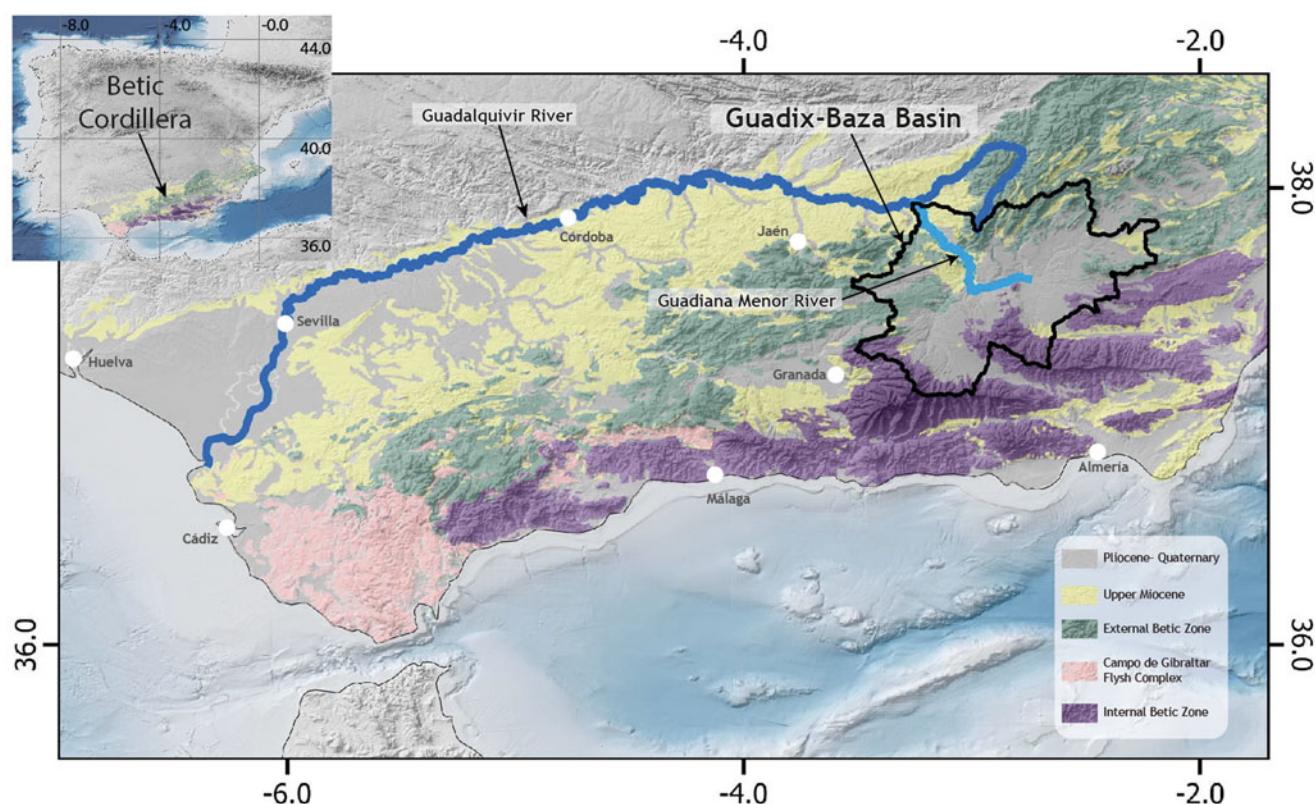 -8.0
-4.0
-0.0
44.0
40.0
36.0
Betic
Cordillera
-4.0
-2.0
Guadalquivir River
Guadix-Baza Basin
38.0
Córdoba
Jaén
Guadiana Menor River
Sevilla
Huelva
Granada
Almería
Málaga
Cádiz
Pliocene- Quaternary
Upper Miocene
External Betic Zone
Campo de Gibraltar
Flysh Complex
Internal Betic Zone
36.0
36.0
-6.0
-4.0
-2.0